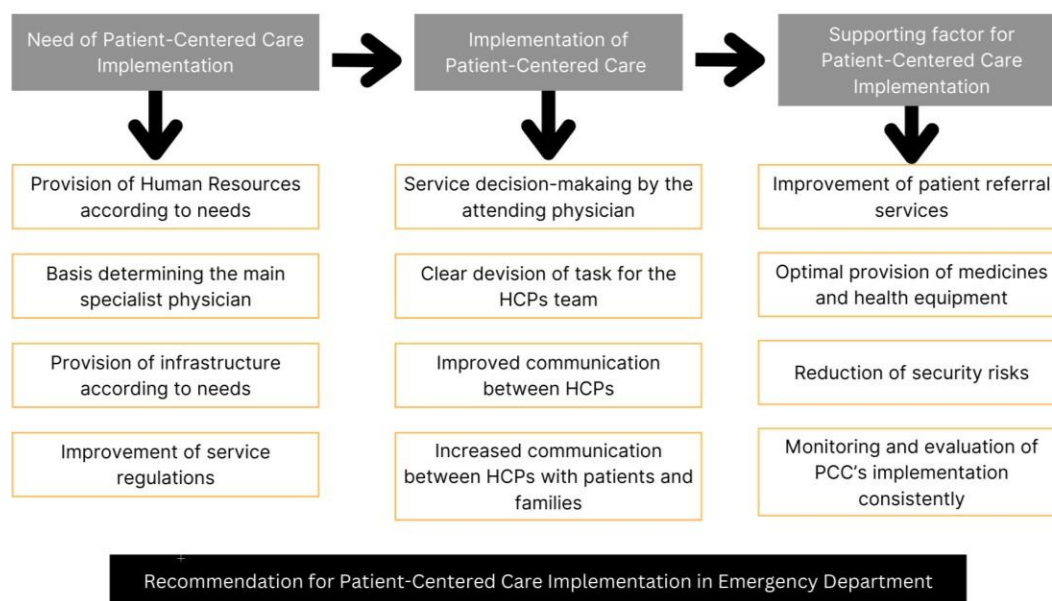 Need of Patient-Centered Care
Implementation
Implementation of
Patient-Centered Care
Supporting factor for
Patient-Centered Care
Implementation
Provision of Human Resources
according to needs
Basis determining the main
specialist physician
Provision of infrastructure
according to needs
Improvement of service
regulations
Service decision-makaing by the
attending physician
Clear devision of task for the
HCPs team
Improved communication
between HCPs
Increased communication
between HCPs with patients and
families
Improvement of patient referral
services
Optimal provision of medicines
and health equipment
Reduction of security risks
Monitoring and evaluation of
PCC's implementation
consistently
Recommendation for Patient-Centered Care Implementation in Emergency Department